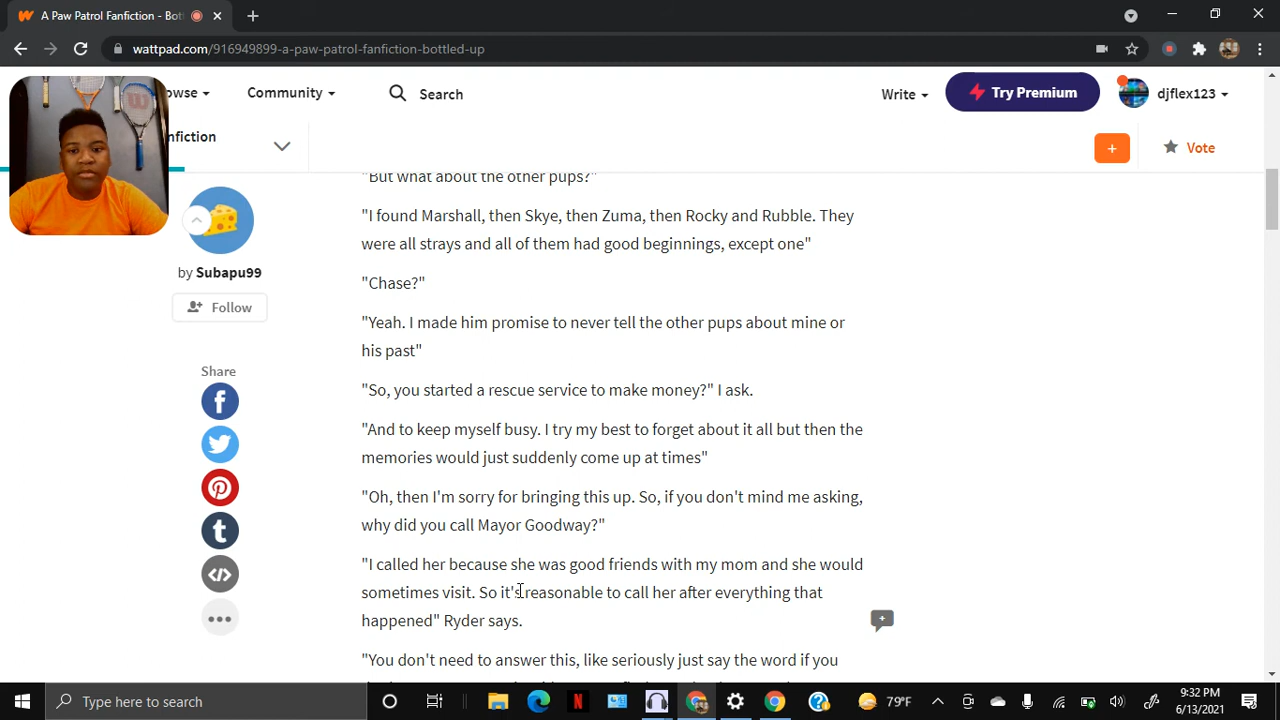 A Paw Patrol Fanfiction - Bott
wattpad.com/916949899-a-paw-patrol-fanfiction-bottled-up
owse
Community
Search
Write
Try Premium
djflex123
nfiction
+
Vote
"But what about the other pups?"
"I found Marshall, then Skye, then Zuma, then Rocky and Rubble. They
were all strays and all of them had good beginnings, except one"
by Subapu99
"Chase?"
Follow
"Yeah. I made him promise to never tell the other pups about mine or
his past"
Share
"So, you started a rescue service to make money?" I ask.
"And to keep myself busy. I try my best to forget about it all but then the
memories would just suddenly come up at times"
"Oh, then I'm sorry for bringing this up. So, if you don't mind me asking,
why did you call Mayor Goodway?"
"I called her because she was good friends with my mom and she would
sometimes visit. So it's reasonable to call her after everything that
happened" Ryder says.
"You don't need to answer this, like seriously just say the word if you
Type here to search
79°F
9:32 PM
6/13/2021